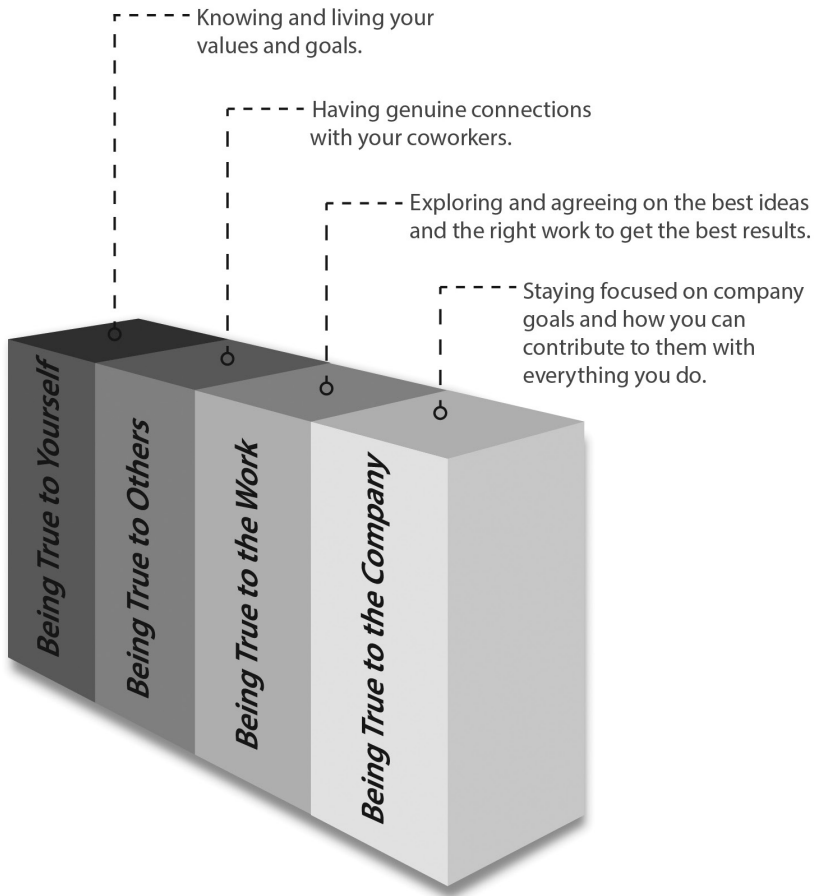 Knowing and living your
values and goals.
Having genuine connections
with your coworkers.
Exploring and agreeing on the best ideas
and the right work to get the best results.
Staying focused on company
goals and how you can
contribute to them with
everything you do.
Being True to Yourself
Being True to Others
Being True to the Work
Being True to the Company